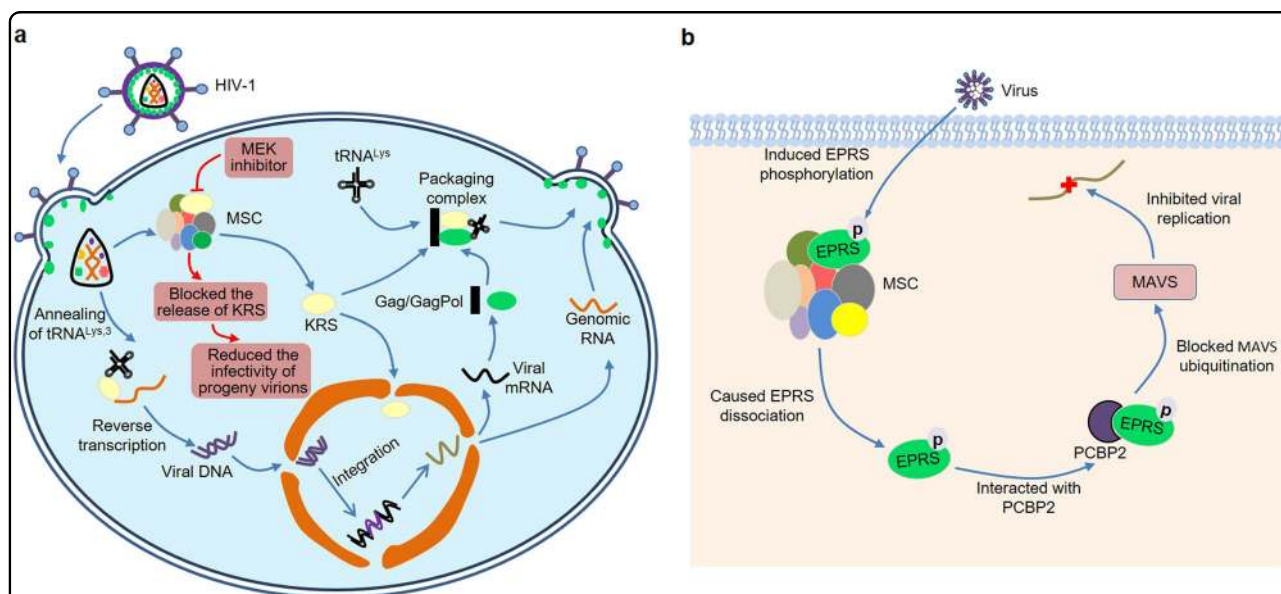 a
HIV-1
MEK
inhibitor
tRNALys
Packaging
complex
MSC
Blocked the
release of KRS
KRS
Gag/GagPol
Genomic
RNA
Annealing
of tRNALys,3
Reduced the
infectivity of
progeny virions
Viral
mRNA
Reverse
transcription
Viral DNA
Integration
b
Virus
Induced EPRS
phosphorylation
p
EPRS
MSC
Caused EPRS
dissociation
p
EPRS
Interacted with
PCBP2
p
EPRS
PCBP2
Blocked MAVS
ubiquitination
MAVS
Inhibited viral
replication